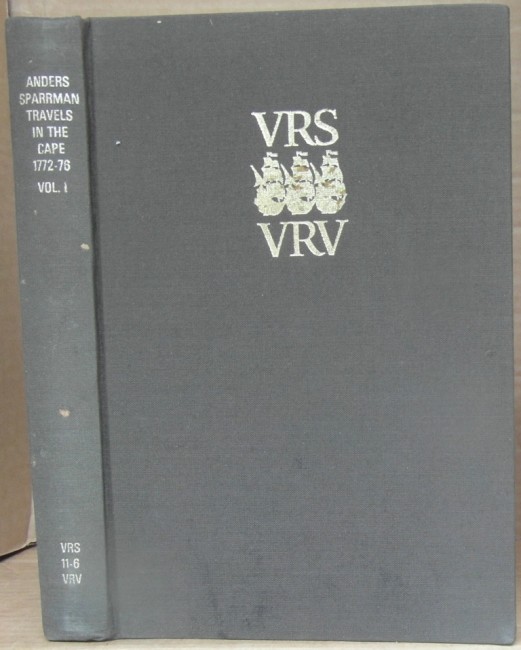 ANDERS
SPARRMAN
TRAVELS
IN THE
CAPE
1772-76
VOL. I
VRS
11-6
VRV
VRS
VRV